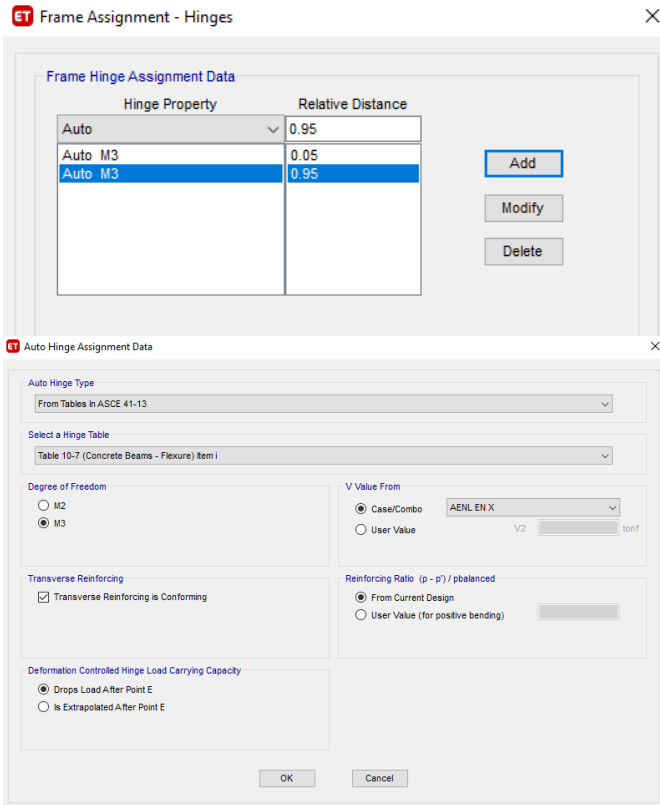 ET Frame Assignment - Hinges
Frame Hinge Assignment Data
Hinge Property Relative Distance
Auto 0.95
Auto M3 0.05
Auto M3 0.95
Add
Modify
Delete
ET Auto Hinge Assignment Data
Auto Hinge Type
From Tables In ASCE 41-13
Select a Hinge Table
Table 10-7 (Concrete Beams - Flexure) Item i
Degree of Freedom
M2
M3
V Value From
Case/Combo AENL EN X
User Value V2 tonf
Transverse Reinforcing
Transverse Reinforcing is Conforming
Reinforcing Ratio (p - p') / pbalanced
From Current Design
User Value (for positive bending)
Deformation Controlled Hinge Load Carrying Capacity
Drops Load After Point E
Is Extrapolated After Point E
OK Cancel